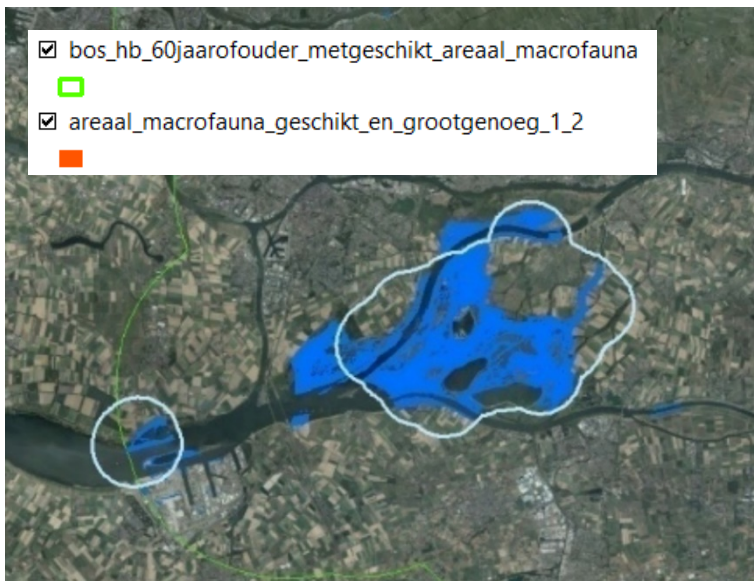 bos_hb_60jaarofouder_metgeschikt_areaal_macrofauna
areaal_macrofauna_geschikt_en_grootgenoeg_1_2